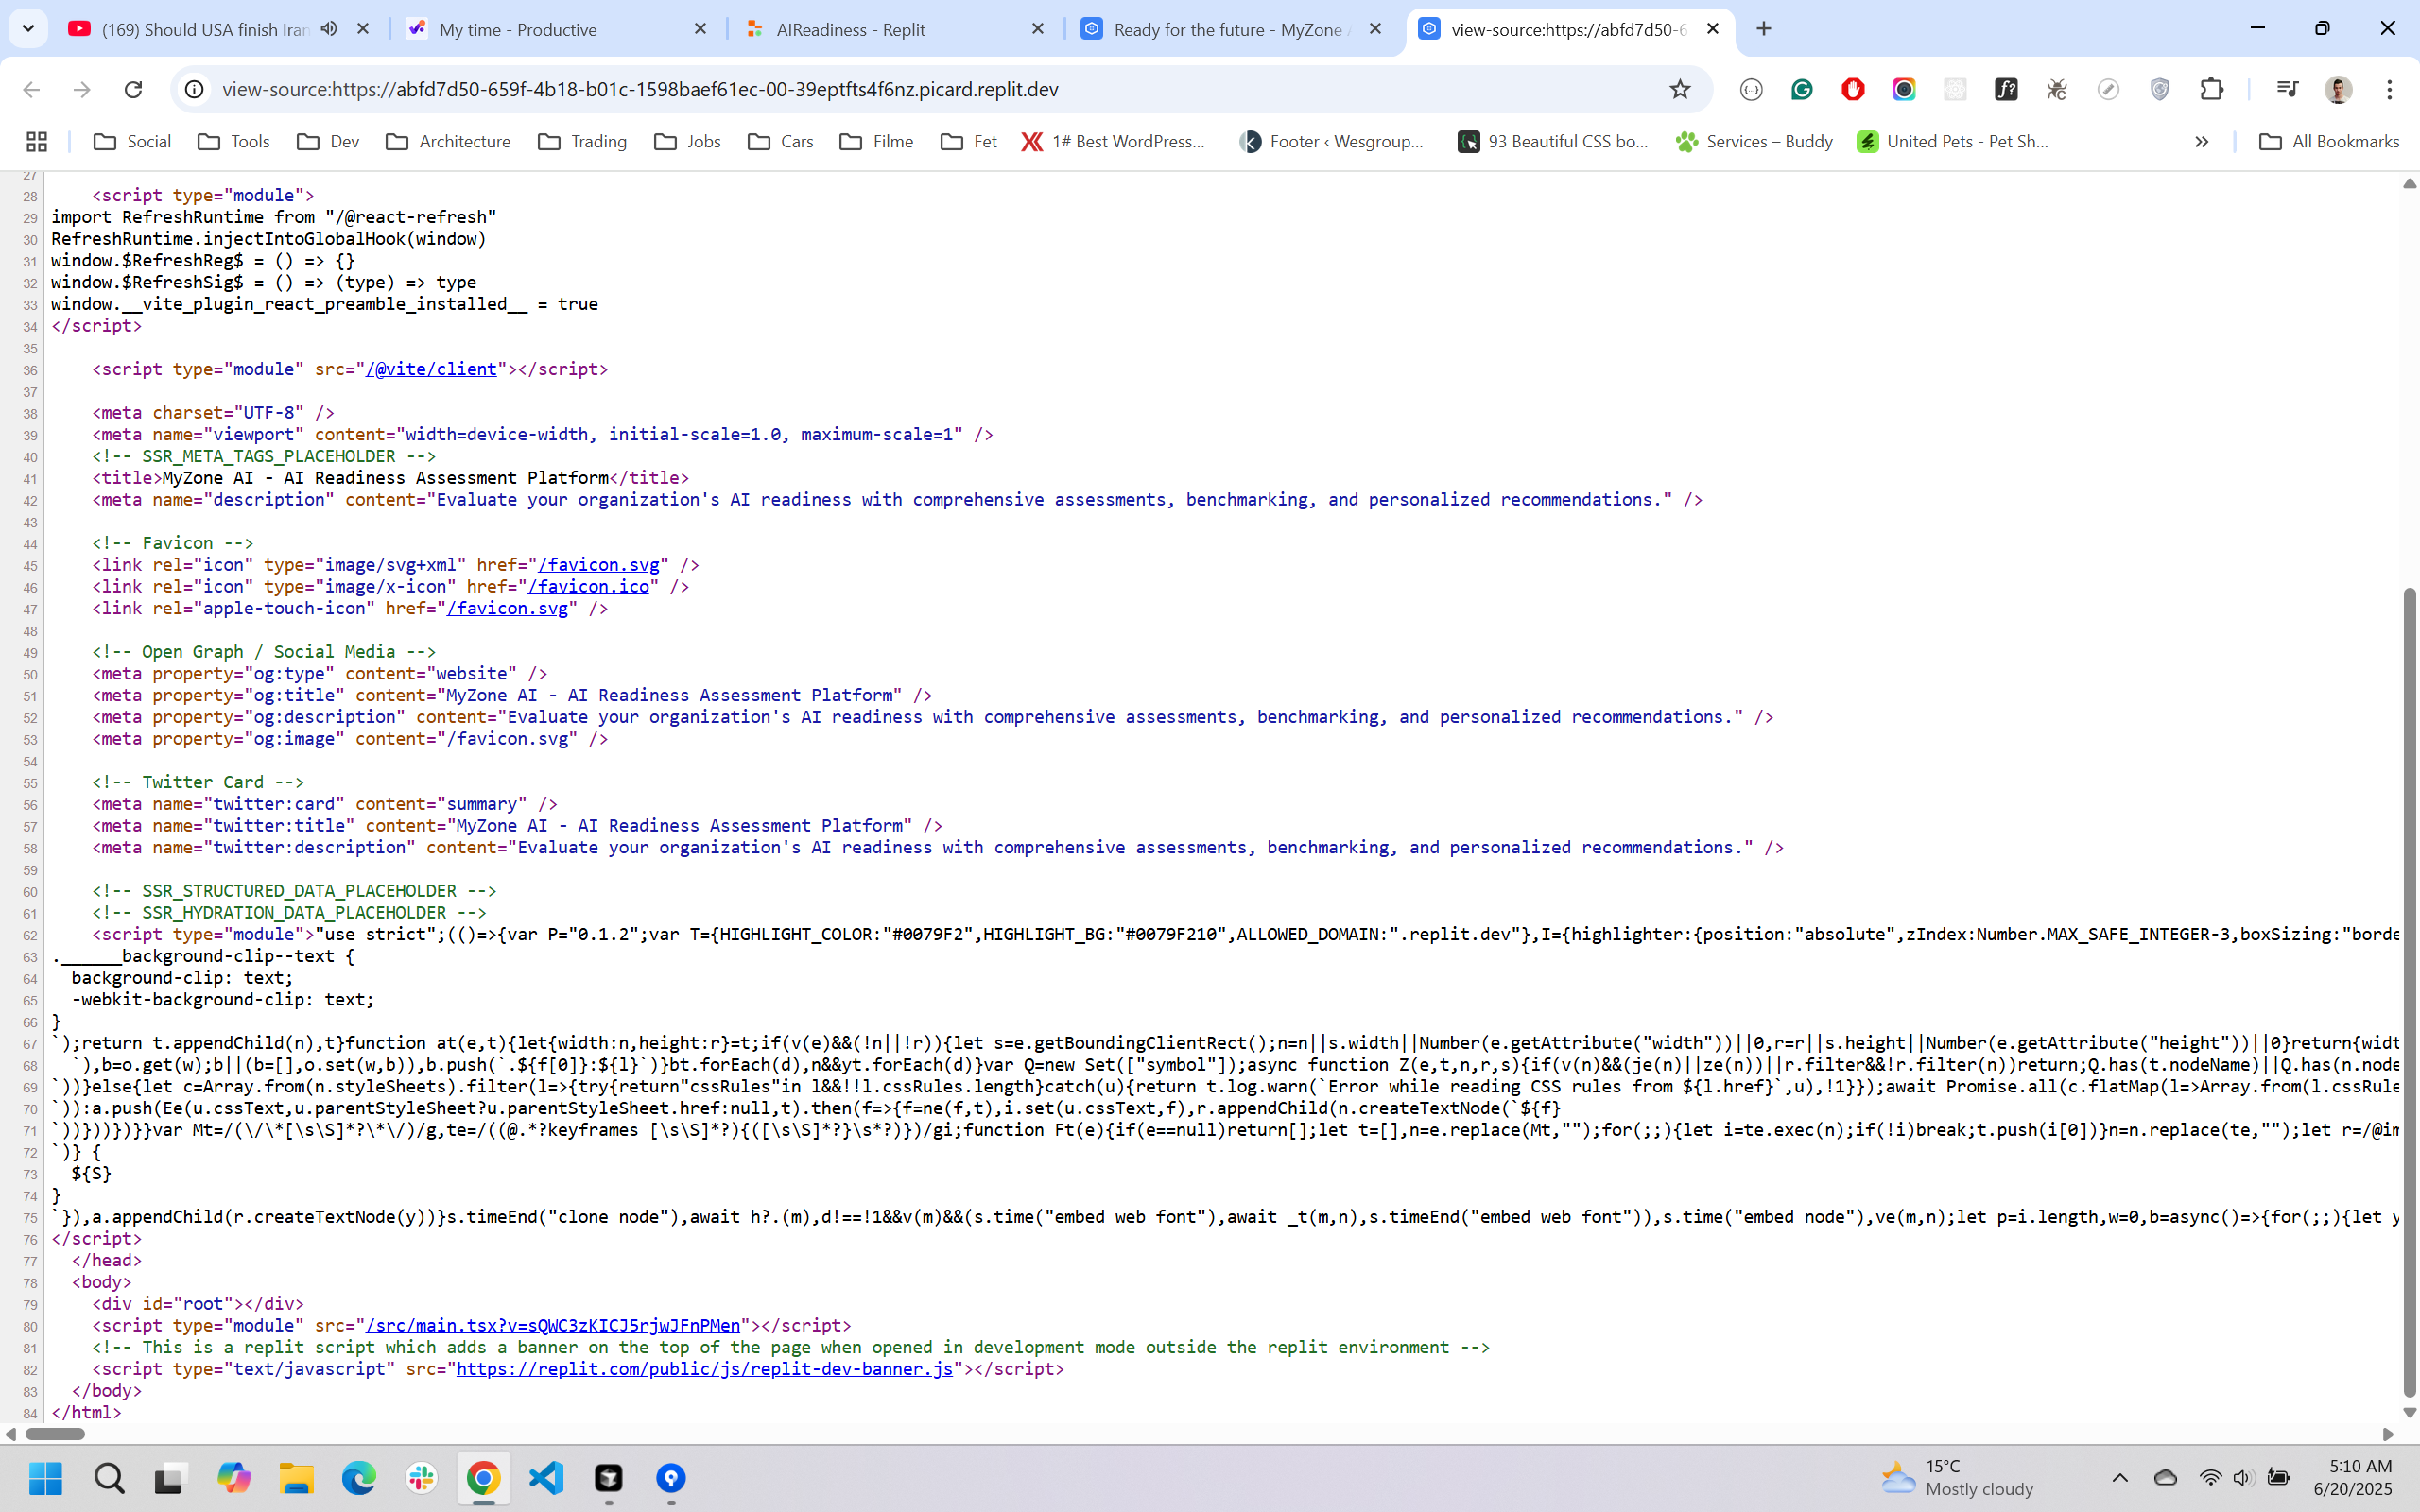 (169) Should USA finish Iran
My time - Productive
AIReadiness - Replit
Ready for the future - MyZone A
view-source:https://abfd7d50-6
view-source:https://abfd7d50-659f-4b18-b01c-1598baef61ec-00-39eptfts4f6nz.picard.replit.dev
Social
Tools
Dev
Architecture
Trading
Jobs
Cars
Filme
Fet
1# Best WordPress...
Footer ‹ Wesgroup...
93 Beautiful CSS bo...
Services – Buddy
United Pets - Pet Sh...
»
All Bookmarks
27
28 <script type="module">
29 import RefreshRuntime from "/@react-refresh"
30 RefreshRuntime.injectIntoGlobalHook(window)
31 window.$RefreshReg$ = () => {}
32 window.$RefreshSig$ = () => (type) => type
33 window.__vite_plugin_react_preamble_installed__ = true
34 </script>
35
36 <script type="module" src="/@vite/client"></script>
37
38 <meta charset="UTF-8" />
39 <meta name="viewport" content="width=device-width, initial-scale=1.0, maximum-scale=1" />
40 <!-- SSR_META_TAGS_PLACEHOLDER -->
41 <title>MyZone AI - AI Readiness Assessment Platform</title>
42 <meta name="description" content="Evaluate your organization's AI readiness with comprehensive assessments, benchmarking, and personalized recommendations." />
43
44 <!-- Favicon -->
45 <link rel="icon" type="image/svg+xml" href="/favicon.svg" />
46 <link rel="icon" type="image/x-icon" href="/favicon.ico" />
47 <link rel="apple-touch-icon" href="/favicon.svg" />
48
49 <!-- Open Graph / Social Media -->
50 <meta property="og:type" content="website" />
51 <meta property="og:title" content="MyZone AI - AI Readiness Assessment Platform" />
52 <meta property="og:description" content="Evaluate your organization's AI readiness with comprehensive assessments, benchmarking, and personalized recommendations." />
53 <meta property="og:image" content="/favicon.svg" />
54
55 <!-- Twitter Card -->
56 <meta name="twitter:card" content="summary" />
57 <meta name="twitter:title" content="MyZone AI - AI Readiness Assessment Platform" />
58 <meta name="twitter:description" content="Evaluate your organization's AI readiness with comprehensive assessments, benchmarking, and personalized recommendations." />
59
60 <!-- SSR_STRUCTURED_DATA_PLACEHOLDER -->
61 <!-- SSR_HYDRATION_DATA_PLACEHOLDER -->
62 <script type="module">"use strict";(()=>{var P="0.1.2";var T={HIGHLIGHT_COLOR:"#0079F2",HIGHLIGHT_BG:"#0079F210",ALLOWED_DOMAIN:".replit.dev"},I={highlighter:{position:"absolute",zIndex:Number.MAX_SAFE_INTEGER-3,boxSizing:"borde
63 .______background-clip--text {
64 background-clip: text;
65 -webkit-background-clip: text;
66 }
67 `);return t.appendChild(n),t}function at(e,t){let{width:n,height:r}=t;if(v(e)&&(!n||!r)){let s=e.getBoundingClientRect();n=n||s.width||Number(e.getAttribute("width"))||0,r=r||s.height||Number(e.getAttribute("height"))||0}return{widt
68 `),b=o.get(w);b||(b=[],o.set(w,b)),b.push(`.${f[0]}:${l}`)}bt.forEach(d),n&&yt.forEach(d)}var Q=new Set(["symbol"]);async function Z(e,t,n,r,s){if(v(n)&&(je(n)||ze(n))||r.filter&&!r.filter(n))return;Q.has(t.nodeName)||Q.has(n.node
69 `))}else{let c=Array.from(n.styleSheets).filter(l=>{try{return"cssRules"in l&&!!l.cssRules.length}catch(u){return t.log.warn(`Error while reading CSS rules from ${l.href}`,u),!1}});await Promise.all(c.flatMap(l=>Array.from(l.cssRule
70 `)):a.push(Ee(u.cssText,u.parentStyleSheet?u.parentStyleSheet.href:null,t).then(f=>{f=ne(f,t),i.set(u.cssText,f),r.appendChild(n.createTextNode(`${f}
71 `))}))})}}var Mt=/(\/\*[\s\S]*?\*\/)/g,te=/((@.*?keyframes [\s\S]*?){([\s\S]*?}\s*?)})/gi;function Ft(e){if(e==null)return[];let t=[],n=e.replace(Mt,"");for(;;){let i=te.exec(n);if(!i)break;t.push(i[0])}n=n.replace(te,"");let r=/@im
72 `)} {
73 ${S}
74 }
75 `}),a.appendChild(r.createTextNode(y))}s.timeEnd("clone node"),await h?.(m),d!==!1&&v(m)&&(s.time("embed web font"),await _t(m,n),s.timeEnd("embed web font")),s.time("embed node"),ve(m,n);let p=i.length,w=0,b=async()=>{for(;;){let y
76 </script>
77 </head>
78 <body>
79 <div id="root"></div>
80 <script type="module" src="/src/main.tsx?v=sQWC3zKICJ5rjwJFnPMen"></script>
81 <!-- This is a replit script which adds a banner on the top of the page when opened in development mode outside the replit environment -->
82 <script type="text/javascript" src="https://replit.com/public/js/replit-dev-banner.js"></script>
83 </body>
84 </html>
15°C
Mostly cloudy
5:10 AM
6/20/2025